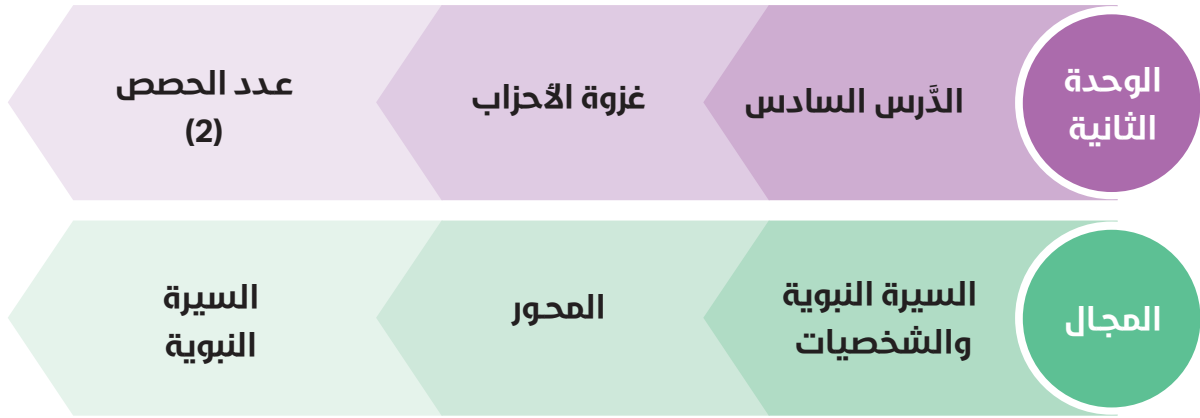 الوحدة
الثانية
الدَّرس السادس
غزوة الأحزاب
عدد الحصص
(2)
المجال
السيرة النبوية
والشخصيات
المحور
السيرة
النبوية